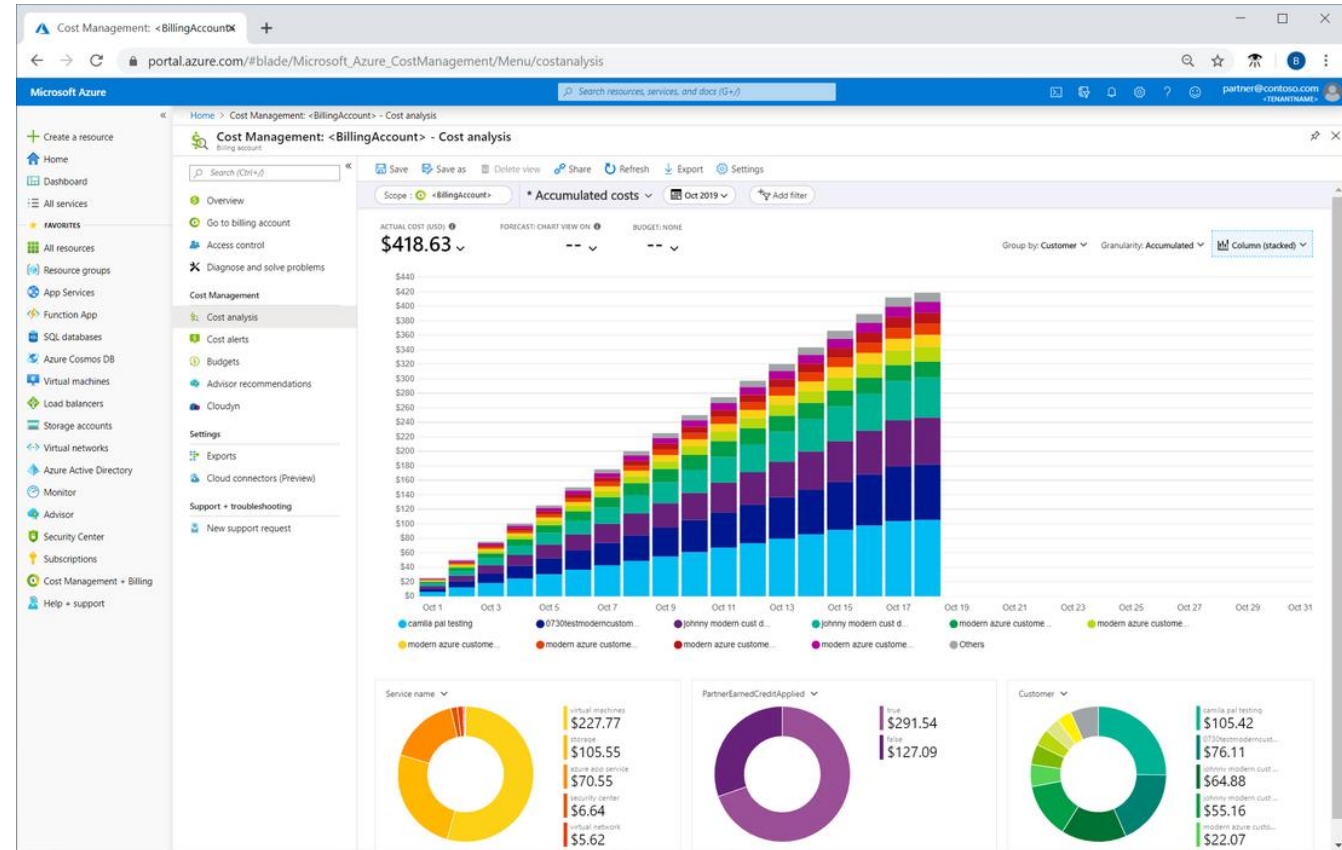 Cost Management: <BillingAccount
portal.azure.com/#blade/Microsoft_Azure_CostManagement/Menu/costanalysis
B
Microsoft Azure
Search resources, services, and docs (G+/)
partner@contoso.com
<TENANTNAME>
Home > Cost Management: <BillingAccount> - Cost analysis
Cost Management: <BillingAccount> - Cost analysis
Billing account
Create a resource
Home
Dashboard
All services
FAVORITES
All resources
Resource groups
App Services
Function App
SQL databases
Azure Cosmos DB
Virtual machines
Load balancers
Storage accounts
Virtual networks
Azure Active Directory
Monitor
Advisor
Security Center
Subscriptions
Cost Management + Billing
Help + support
Search (Ctrl+/)
Overview
Go to billing account
Access control
Diagnose and solve problems
Cost Management
Cost analysis
Cost alerts
Budgets
Advisor recommendations
Cloudyn
Settings
Exports
Cloud connectors (Preview)
Support + troubleshooting
New support request
Save Save as Delete view Share Refresh Export Settings
Scope : <BillingAccount> * Accumulated costs Oct 2019 Add filter
ACTUAL COST (USD) FORECAST: CHART VIEW ON BUDGET: NONE
$418.63 -- --
Group by: Customer Granularity: Accumulated Column (stacked)
$440
$420
$400
$380
$360
$340
$320
$300
$280
$260
$240
$220
$200
$180
$160
$140
$120
$100
$80
$60
$40
$20
$0
Oct 1 Oct 3 Oct 5 Oct 7 Oct 9 Oct 11 Oct 13 Oct 15 Oct 17 Oct 19 Oct 21 Oct 23 Oct 25 Oct 27 Oct 29 Oct 31
camila pal testing 0730testmoderncustom... johnny modern cust d... johnny modern cust d... modern azure custome... modern azure custome...
modern azure custome... modern azure custome... modern azure custome... modern azure custome... Others
Service name
virtual machines
$227.77
storage
$105.55
azure app service
$70.55
security center
$6.64
virtual network
$5.62
PartnerEarnedCreditApplied
true
$291.54
false
$127.09
Customer
camila pal testing
$105.42
0730testmoderncust...
$76.11
johnny modern cust ...
$64.88
johnny modern cust ...
$55.16
modern azure custo...
$22.07